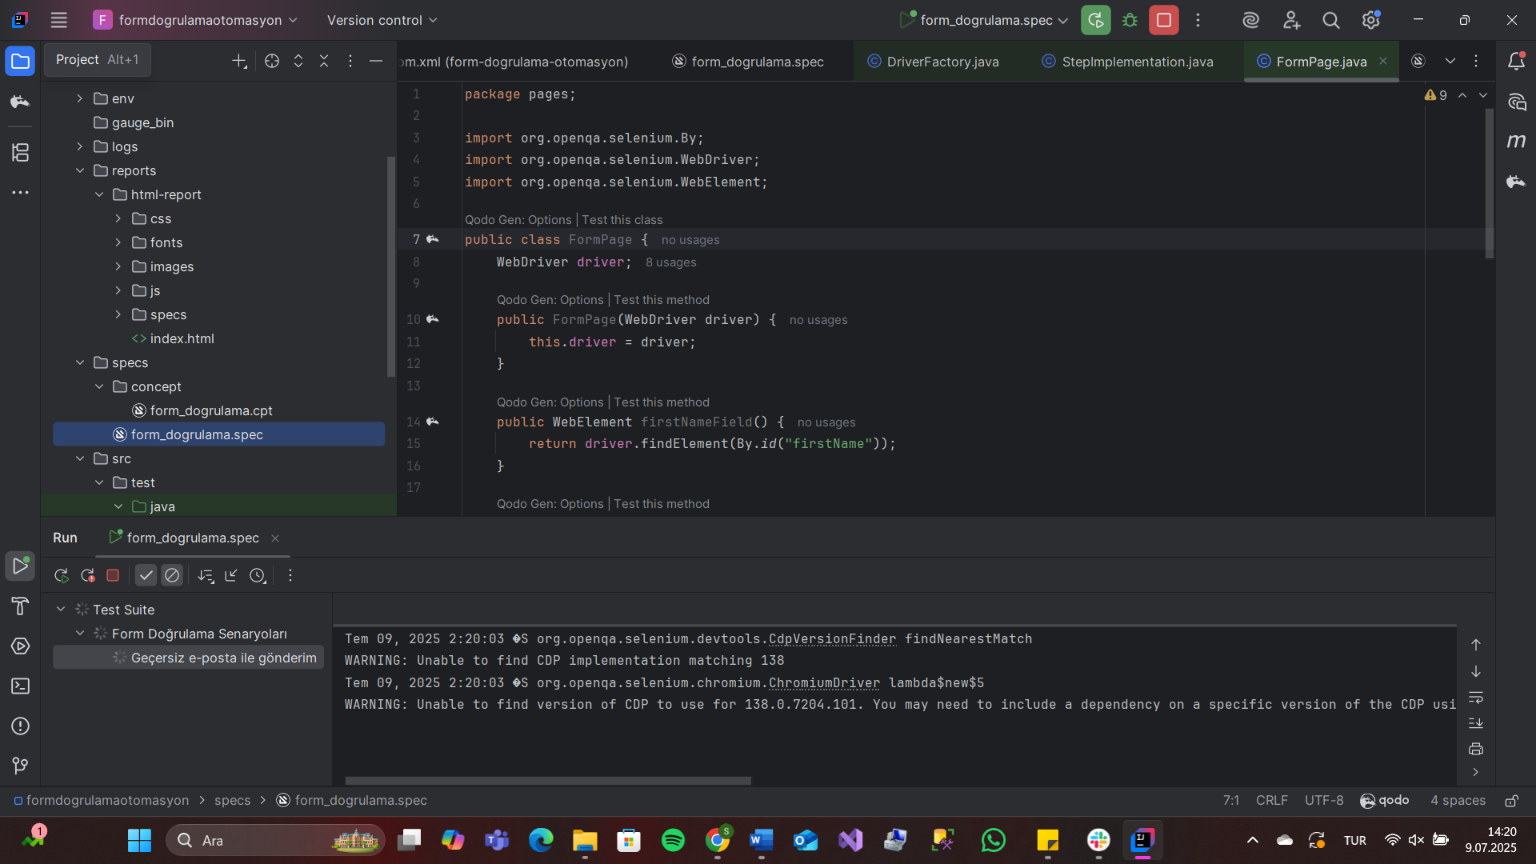 F formdogrulamaotomasyon Version control form_dogrulama.spec
Project Alt+1
om.xml (form-dogrulama-otomasyon) form_dogrulama.spec DriverFactory.java StepImplementation.java FormPage.java
env
gauge_bin
logs
reports
html-report
css
fonts
images
js
specs
index.html
specs
concept
form_dogrulama.cpt
form_dogrulama.spec
src
test
java
9
1 package pages;
2
3 import org.openqa.selenium.By;
4 import org.openqa.selenium.WebDriver;
5 import org.openqa.selenium.WebElement;
6
Qodo Gen: Options | Test this class
7 public class FormPage { no usages
8 WebDriver driver; 8 usages
9
Qodo Gen: Options | Test this method
10 public FormPage(WebDriver driver) { no usages
11 this.driver = driver;
12 }
13
Qodo Gen: Options | Test this method
14 public WebElement firstNameField() { no usages
15 return driver.findElement(By.id("firstName"));
16 }
17
Qodo Gen: Options | Test this method
m
Run form_dogrulama.spec
Test Suite
Form Doğrulama Senaryoları
Geçersiz e-posta ile gönderim
Tem 09, 2025 2:20:03 �S org.openqa.selenium.devtools.CdpVersionFinder findNearestMatch
WARNING: Unable to find CDP implementation matching 138
Tem 09, 2025 2:20:03 �S org.openqa.selenium.chromium.ChromiumDriver lambda$new$5
WARNING: Unable to find version of CDP to use for 138.0.7204.101. You may need to include a dependency on a specific version of the CDP usi
formdogrulamaotomasyon > specs > form_dogrulama.spec 7:1 CRLF UTF-8 qodo 4 spaces
1 Ara TUR 14:20
9.07.2025